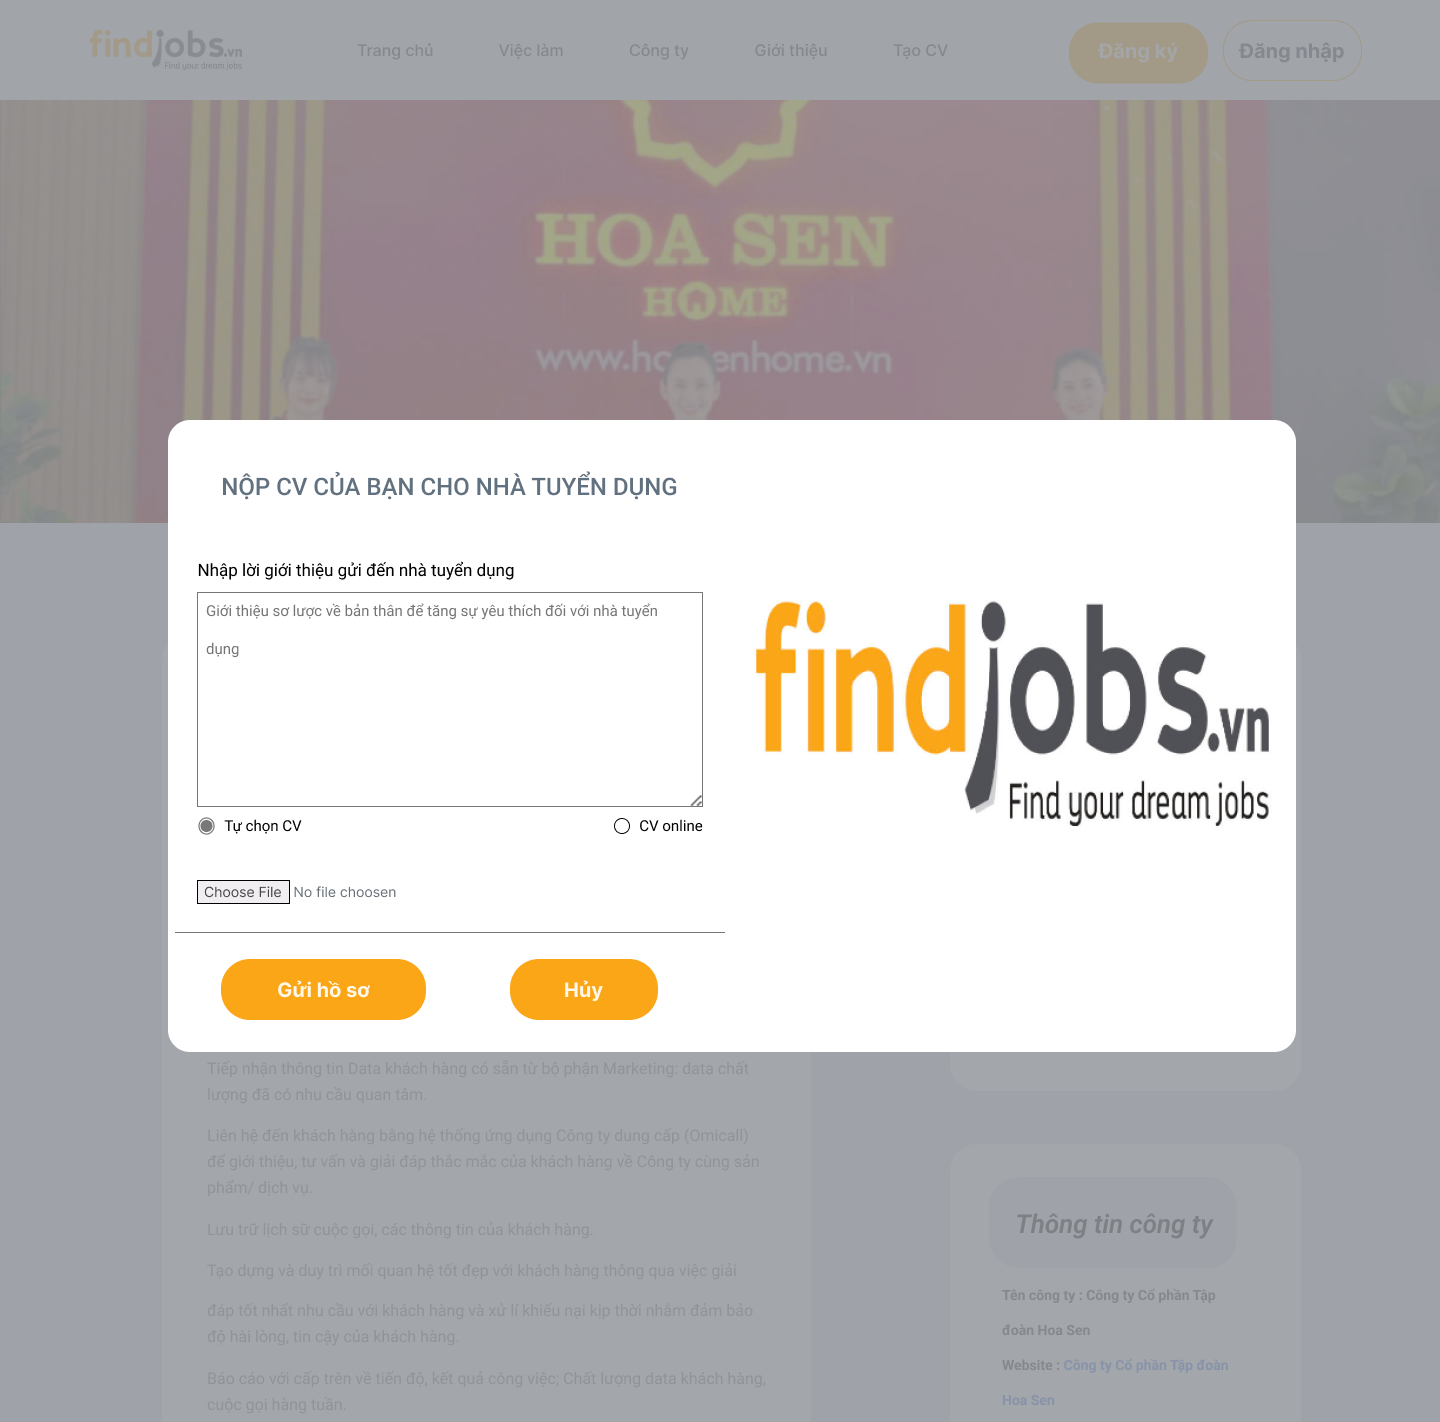 findjobs.vn
Find your dream jobs
Trang chủ
Việc làm
Công ty
Giới thiệu
Tạo CV
Đăng ký
Đăng nhập
HOA SEN
HOME
www.hoasenhome.vn
NỘP CV CỦA BẠN CHO NHÀ TUYỂN DỤNG
Nhập lời giới thiệu gửi đến nhà tuyển dụng
Giới thiệu sơ lược về bản thân để tăng sự yêu thích đối với nhà tuyển
dụng
Tự chọn CV
CV online
Choose File No file choosen
Gửi hồ sơ
Hủy
findjobs.vn
Find your dream jobs
Tiếp nhận thông tin Data khách hàng có sẵn từ bộ phận Marketing: data chất
lượng đã có nhu cầu quan tâm.
Liên hệ đến khách hàng bằng hệ thống ứng dụng Công ty dung cấp (Omicall)
để giới thiệu, tư vấn và giải đáp thắc mắc của khách hàng về Công ty cùng sản
phẩm/ dịch vụ.
Lưu trữ lịch sữ cuộc gọi, các thông tin của khách hàng.
Tạo dựng và duy trì mối quan hệ tốt đẹp với khách hàng thông qua việc giải
đáp tốt nhất nhu cầu với khách hàng và xử lí khiếu nại kịp thời nhằm đảm bảo
độ hài lòng, tin cậy của khách hàng.
Báo cáo với cấp trên về tiến độ, kết quả công việc; Chất lượng data khách hàng,
cuộc gọi hàng tuần.
Thông tin công ty
Tên công ty : Công ty Cổ phần Tập
đoàn Hoa Sen
Website : Công ty Cổ phần Tập đoàn
Hoa Sen